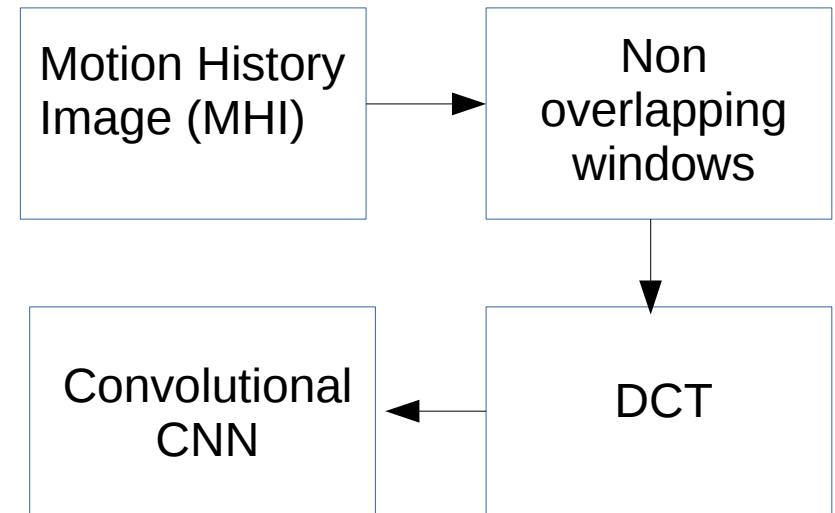 Motion History
Image (MHI)
Non
overlapping
windows
Convolutional
CNN
DCT